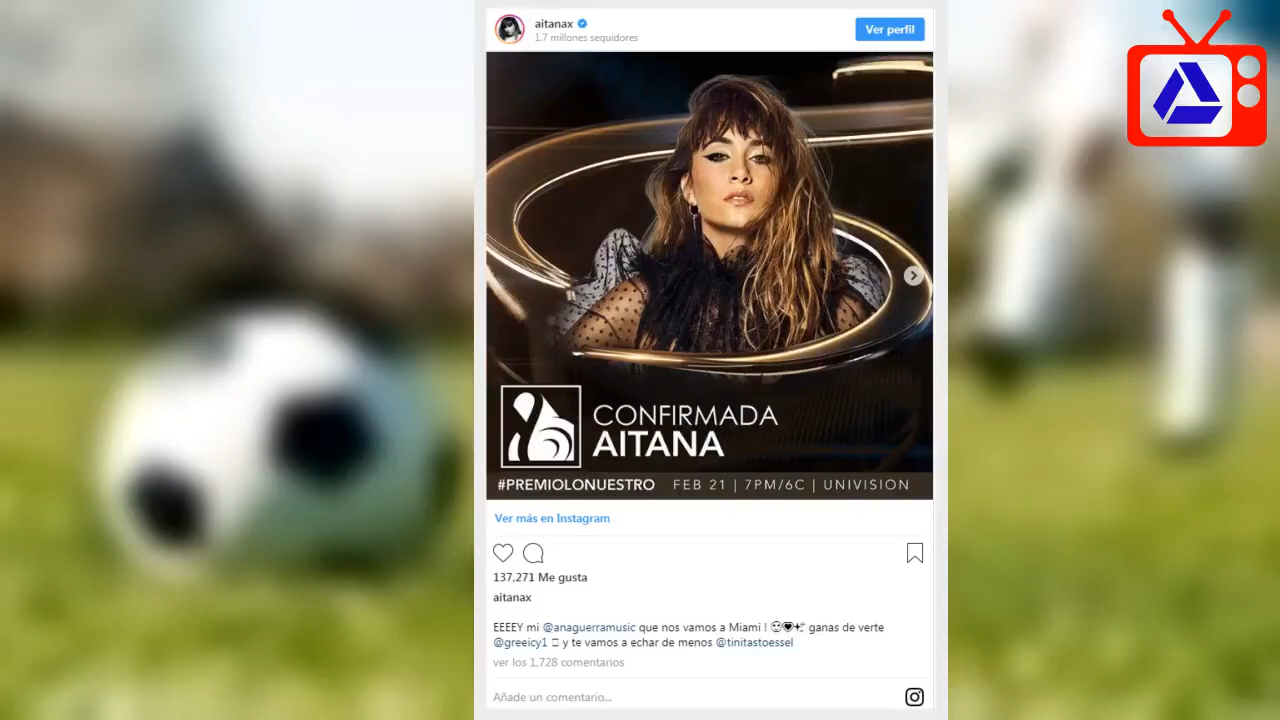 aitanax
1.7 millones seguidores
Ver perfil
CONFIRMADA
AITANA
#PREMIOLONUESTRO FEB 21 | 7PM/6C | UNIVISION
Ver más en Instagram
137,271 Me gusta
aitanax
EEEEY mi @anaguerramusic que nos vamos a Miami ! ganas de verte
@greeicy1 y te vamos a echar de menos @tinitastoessel
ver los 1,728 comentarios
Añade un comentario...